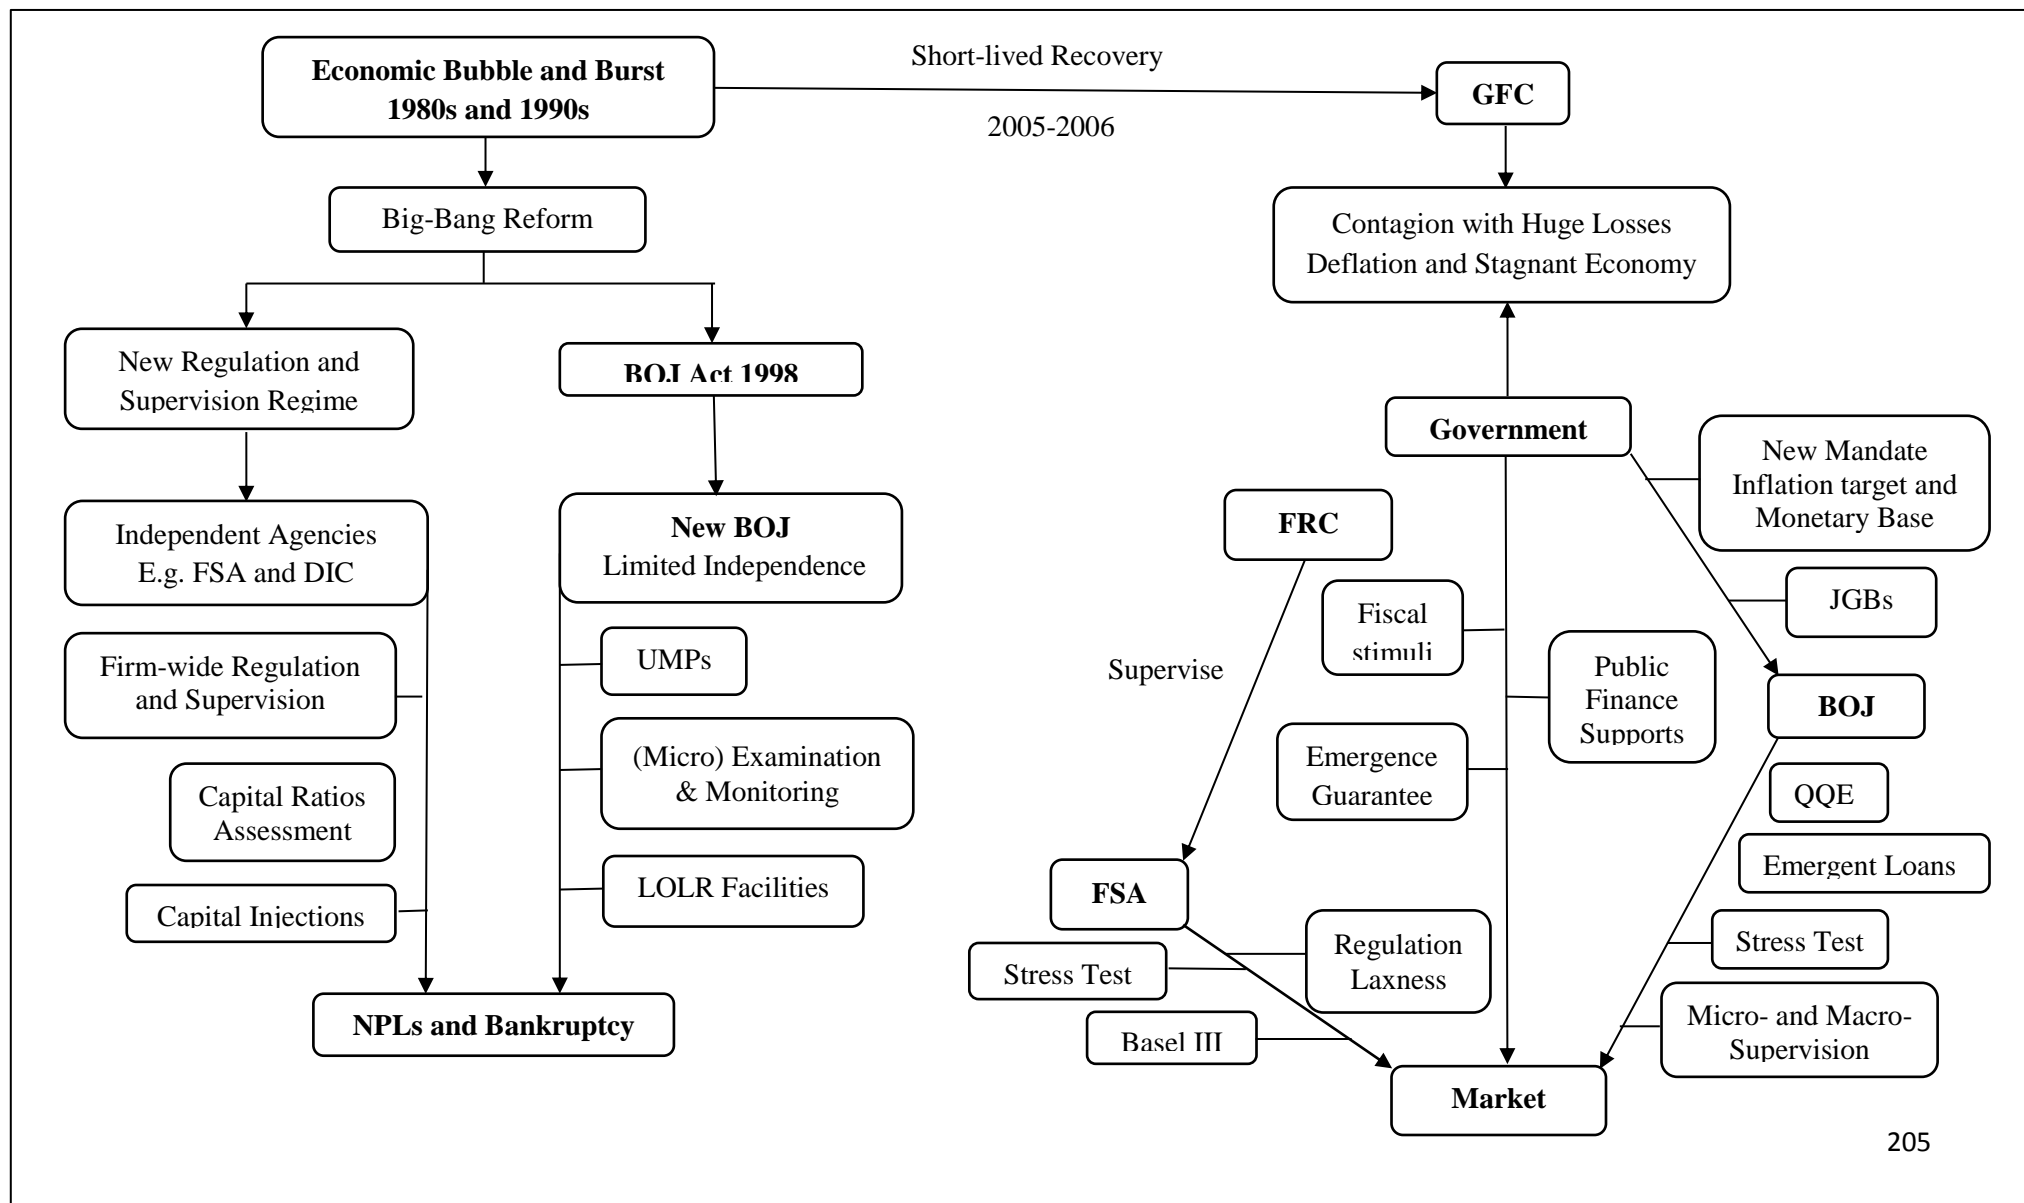 Economic Bubble and Burst
1980s and 1990s
Short-lived Recovery
2005-2006
GFC
Big-Bang Reform
Contagion with Huge Losses
Deflation and Stagnant Economy
New Regulation and
Supervision Regime
BOJ Act 1998
Government
New Mandate
Inflation target and
Monetary Base
Independent Agencies
E.g. FSA and DIC
New BOJ
Limited Independence
FRC
JGBs
Fiscal
stimuli
Firm-wide Regulation
and Supervision
UMPs
Supervise
Public
Finance
Supports
BOJ
(Micro) Examination
& Monitoring
Emergence
Guarantee
Capital Ratios
Assessment
QQE
Emergent Loans
LOLR Facilities
FSA
Capital Injections
Regulation
Laxness
Stress Test
Stress Test
NPLs and Bankruptcy
Basel III
Micro- and Macro-
Supervision
Market
205